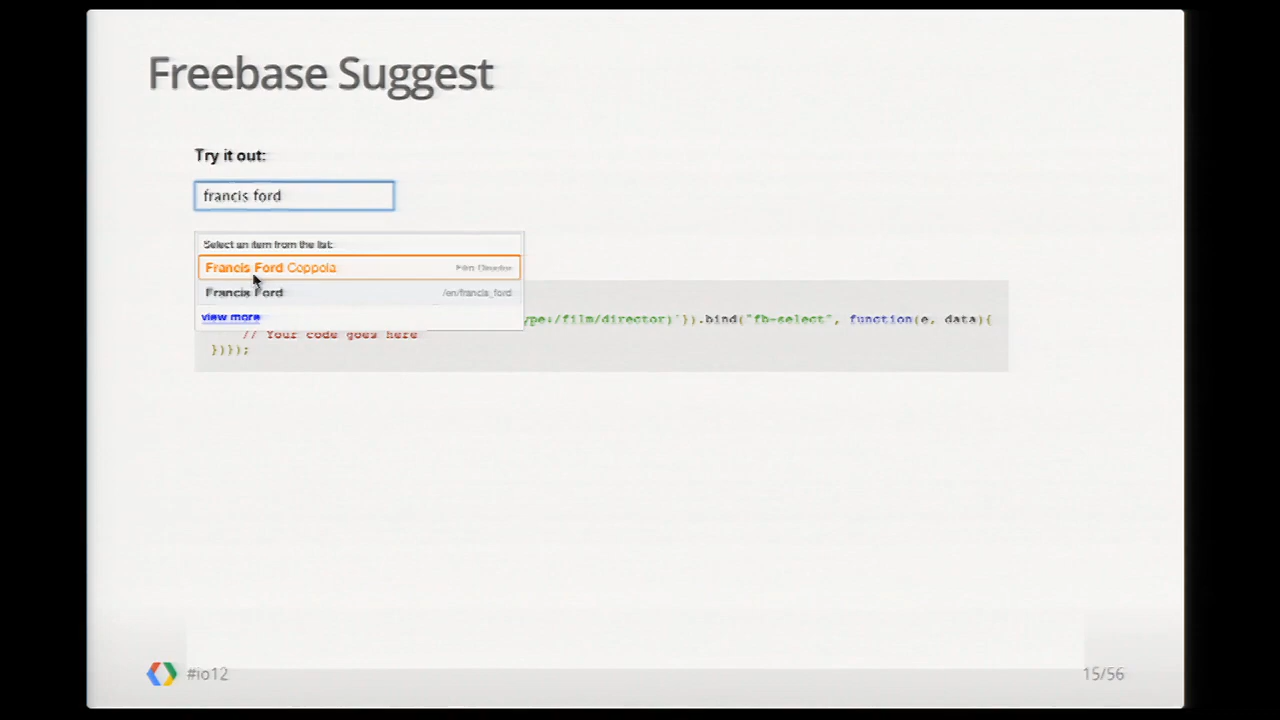 Freebase Suggest
Try it out:
francis ford
Select an item from the list:
Francis Ford Coppola Film Director
Francis Ford /en/francis_ford
view more
ype:/film/director)'}).bind("fb-select", function(e, data){
// Your code goes here
})});
#io12 15/56